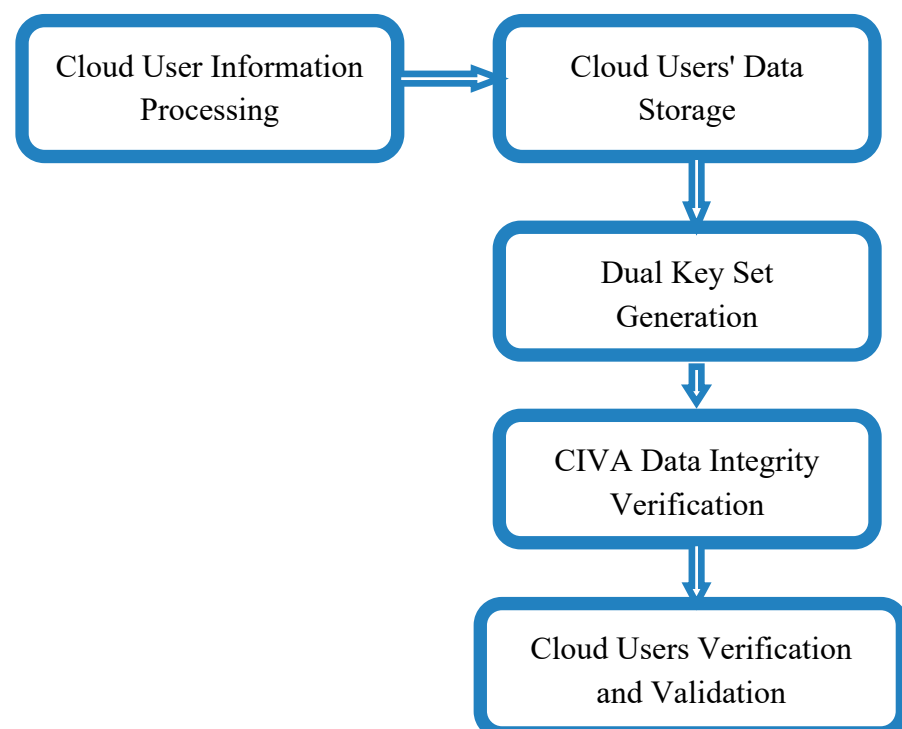 Cloud User Information
Processing
Cloud Users' Data
Storage
Dual Key Set
Generation
CIVA Data Integrity
Verification
Cloud Users Verification
and Validation